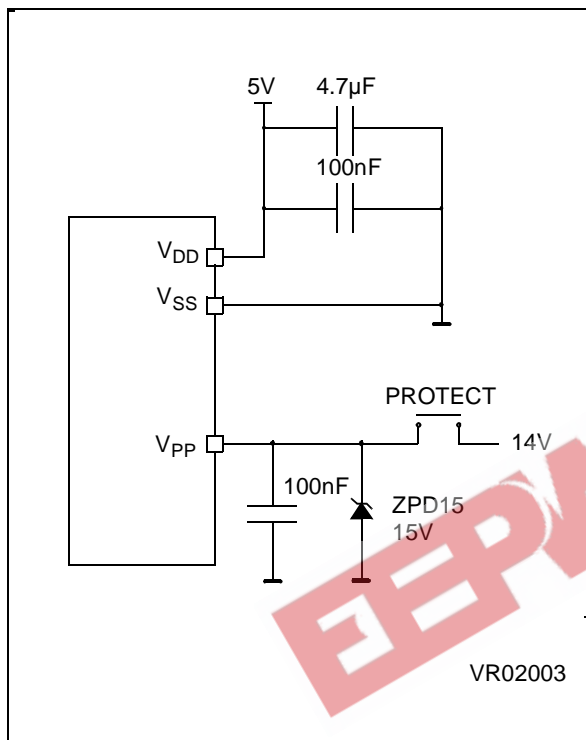 5V
4.7µF
100nF
VDD
VSS
PROTECT
VPP
14V
100nF
ZPD15
15V
VR02003